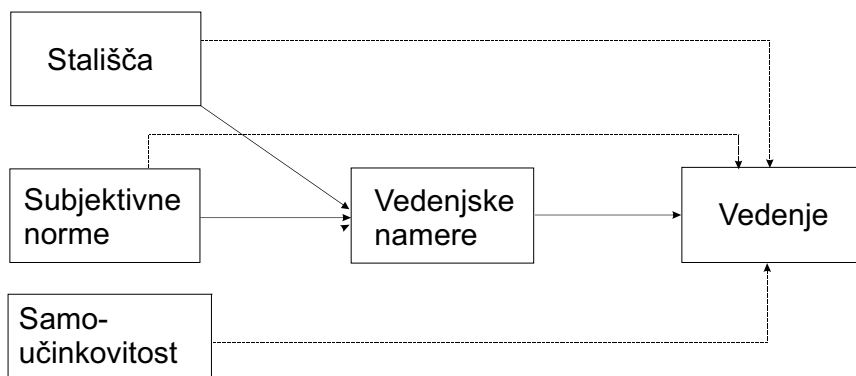 Stališča
Subjektivne
norme
Vedenjske
namere
Vedenje
Samo-
učinkovitost